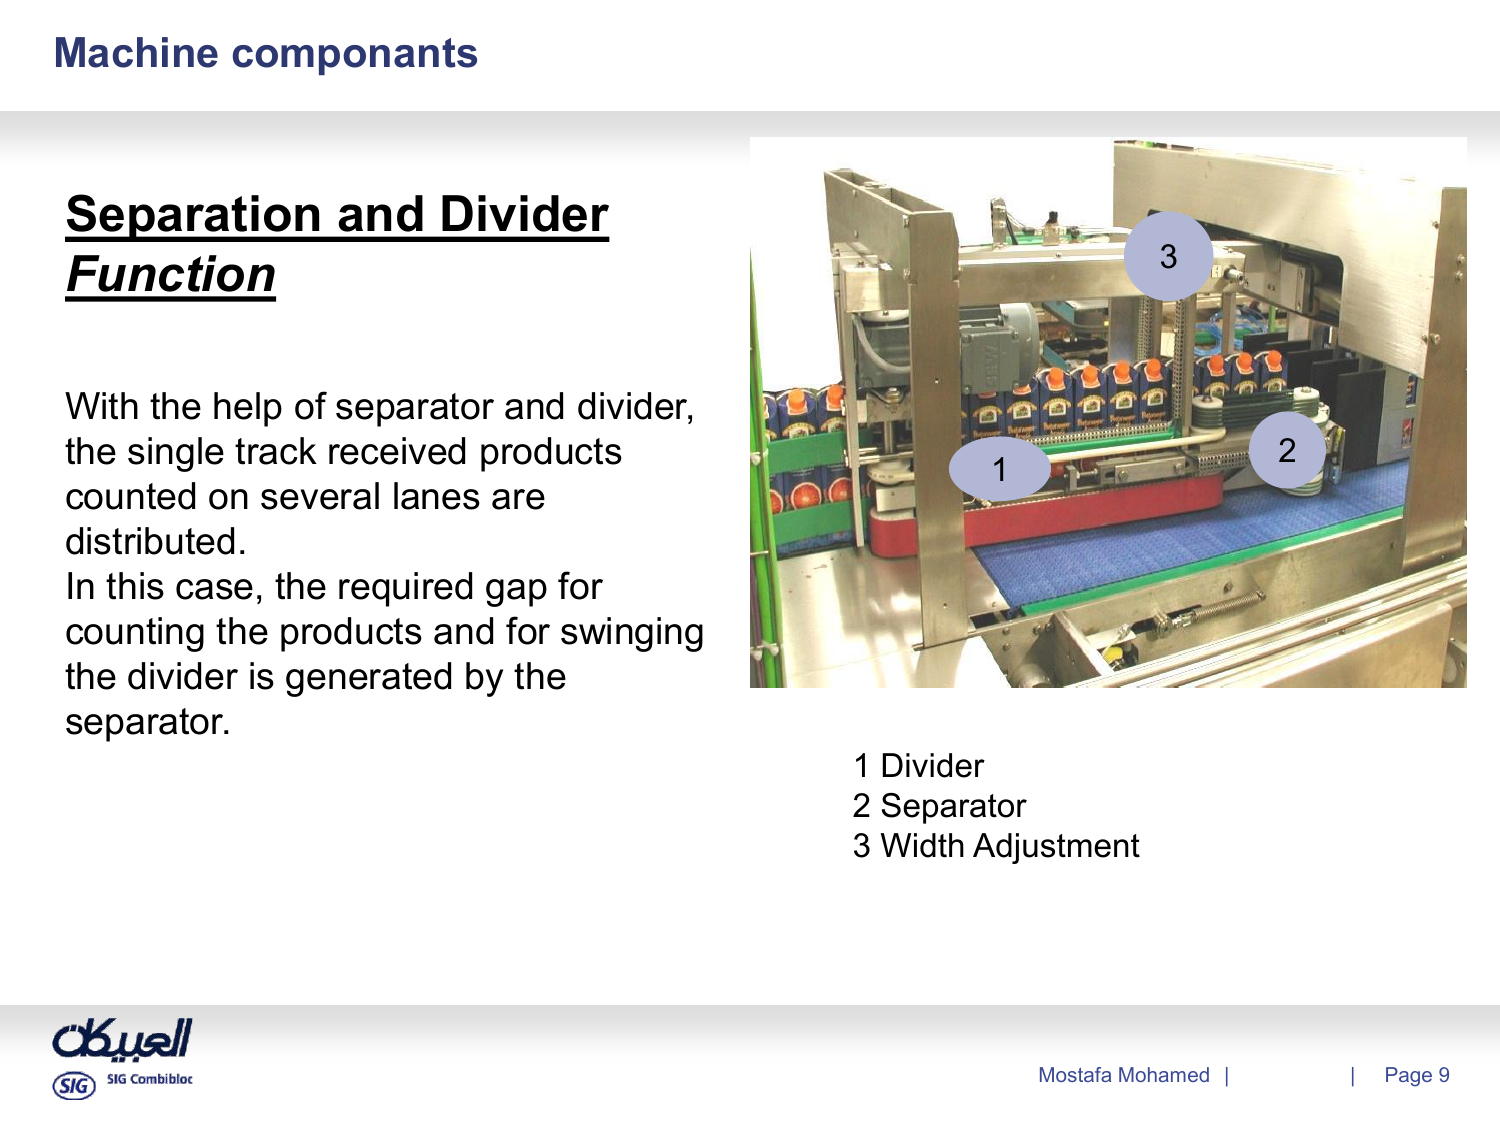 Machine componants
Separation and Divider
Function
With the help of separator and divider,
the single track received products
counted on several lanes are
distributed.
In this case, the required gap for
counting the products and for swinging
the divider is generated by the
separator.
3
2
1
SEW
1 Divider
2 Separator
3 Width Adjustment
العبيكان
SIG SIG Combibloc
Mostafa Mohamed | | Page 9